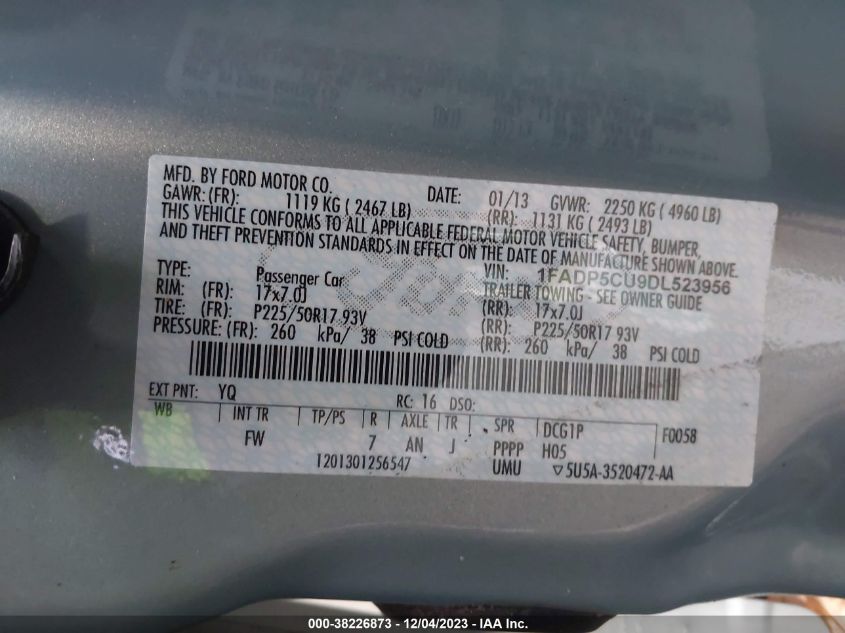 MFD. BY FORD MOTOR CO. DATE: 01/13 GVWR: 2250 KG ( 4960 LB)
GAWR:(FR): 1119 KG ( 2467 LB) (RR): 1131 KG ( 2493 LB)
THIS VEHICLE CONFORMS TO ALL APPLICABLE FEDERAL MOTOR VEHICLE SAFETY, BUMPER,
AND THEFT PREVENTION STANDARDS IN EFFECT ON THE DATE OF MANUFACTURE SHOWN ABOVE.
VIN: 1FADP5CU9DL523956
TYPE: Passenger Car TRAILER TOWING - SEE OWNER GUIDE
RIM: (FR): 17x7.0J (RR): 17x7.0J
TIRE: (FR): P225/50R17 93V (RR): P225/50R17 93V
PRESSURE: (FR): 260 kPa/ 38 PSI COLD (RR): 260 kPa/ 38 PSI COLD
EXT PNT: YQ RC: 16 DSO:
WB INT TR TP/PS R AXLE TR SPR DCG1P F0058
FW 7 AN J PPPP H05
T201301256547 UMU ▽5U5A-3520472-AA
000-38226873 - 12/04/2023 - IAA Inc.